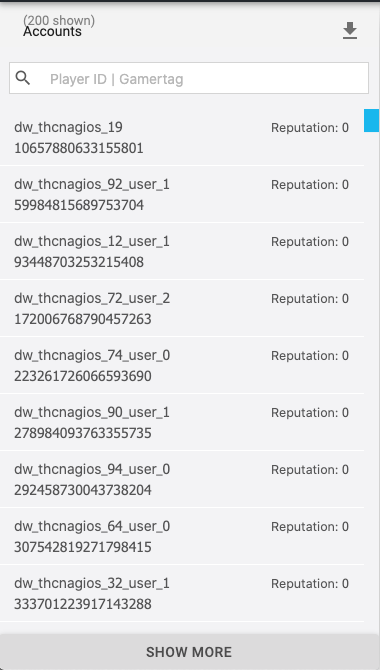 (200 shown)
Accounts
Player ID | Gamertag
dw_thcnagios_19 Reputation: 0
10657880633155801
dw_thcnagios_92_user_1 Reputation: 0
59984815689753704
dw_thcnagios_12_user_1 Reputation: 0
93448703253215408
dw_thcnagios_72_user_2 Reputation: 0
172006768790457263
dw_thcnagios_74_user_0 Reputation: 0
223261726066593690
dw_thcnagios_90_user_1 Reputation: 0
278984093763355735
dw_thcnagios_94_user_0 Reputation: 0
292458730043738204
dw_thcnagios_64_user_0 Reputation: 0
307542819271798415
dw_thcnagios_32_user_1 Reputation: 0
333701223917143288
SHOW MORE